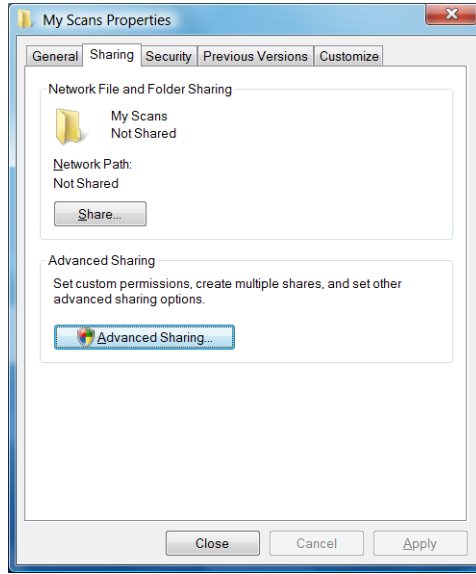 My Scans Properties
General Sharing Security Previous Versions Customize
Network File and Folder Sharing
My Scans
Not Shared
Network Path:
Not Shared
Share...
Advanced Sharing
Set custom permissions, create multiple shares, and set other
advanced sharing options.
Advanced Sharing...
Close Cancel Apply